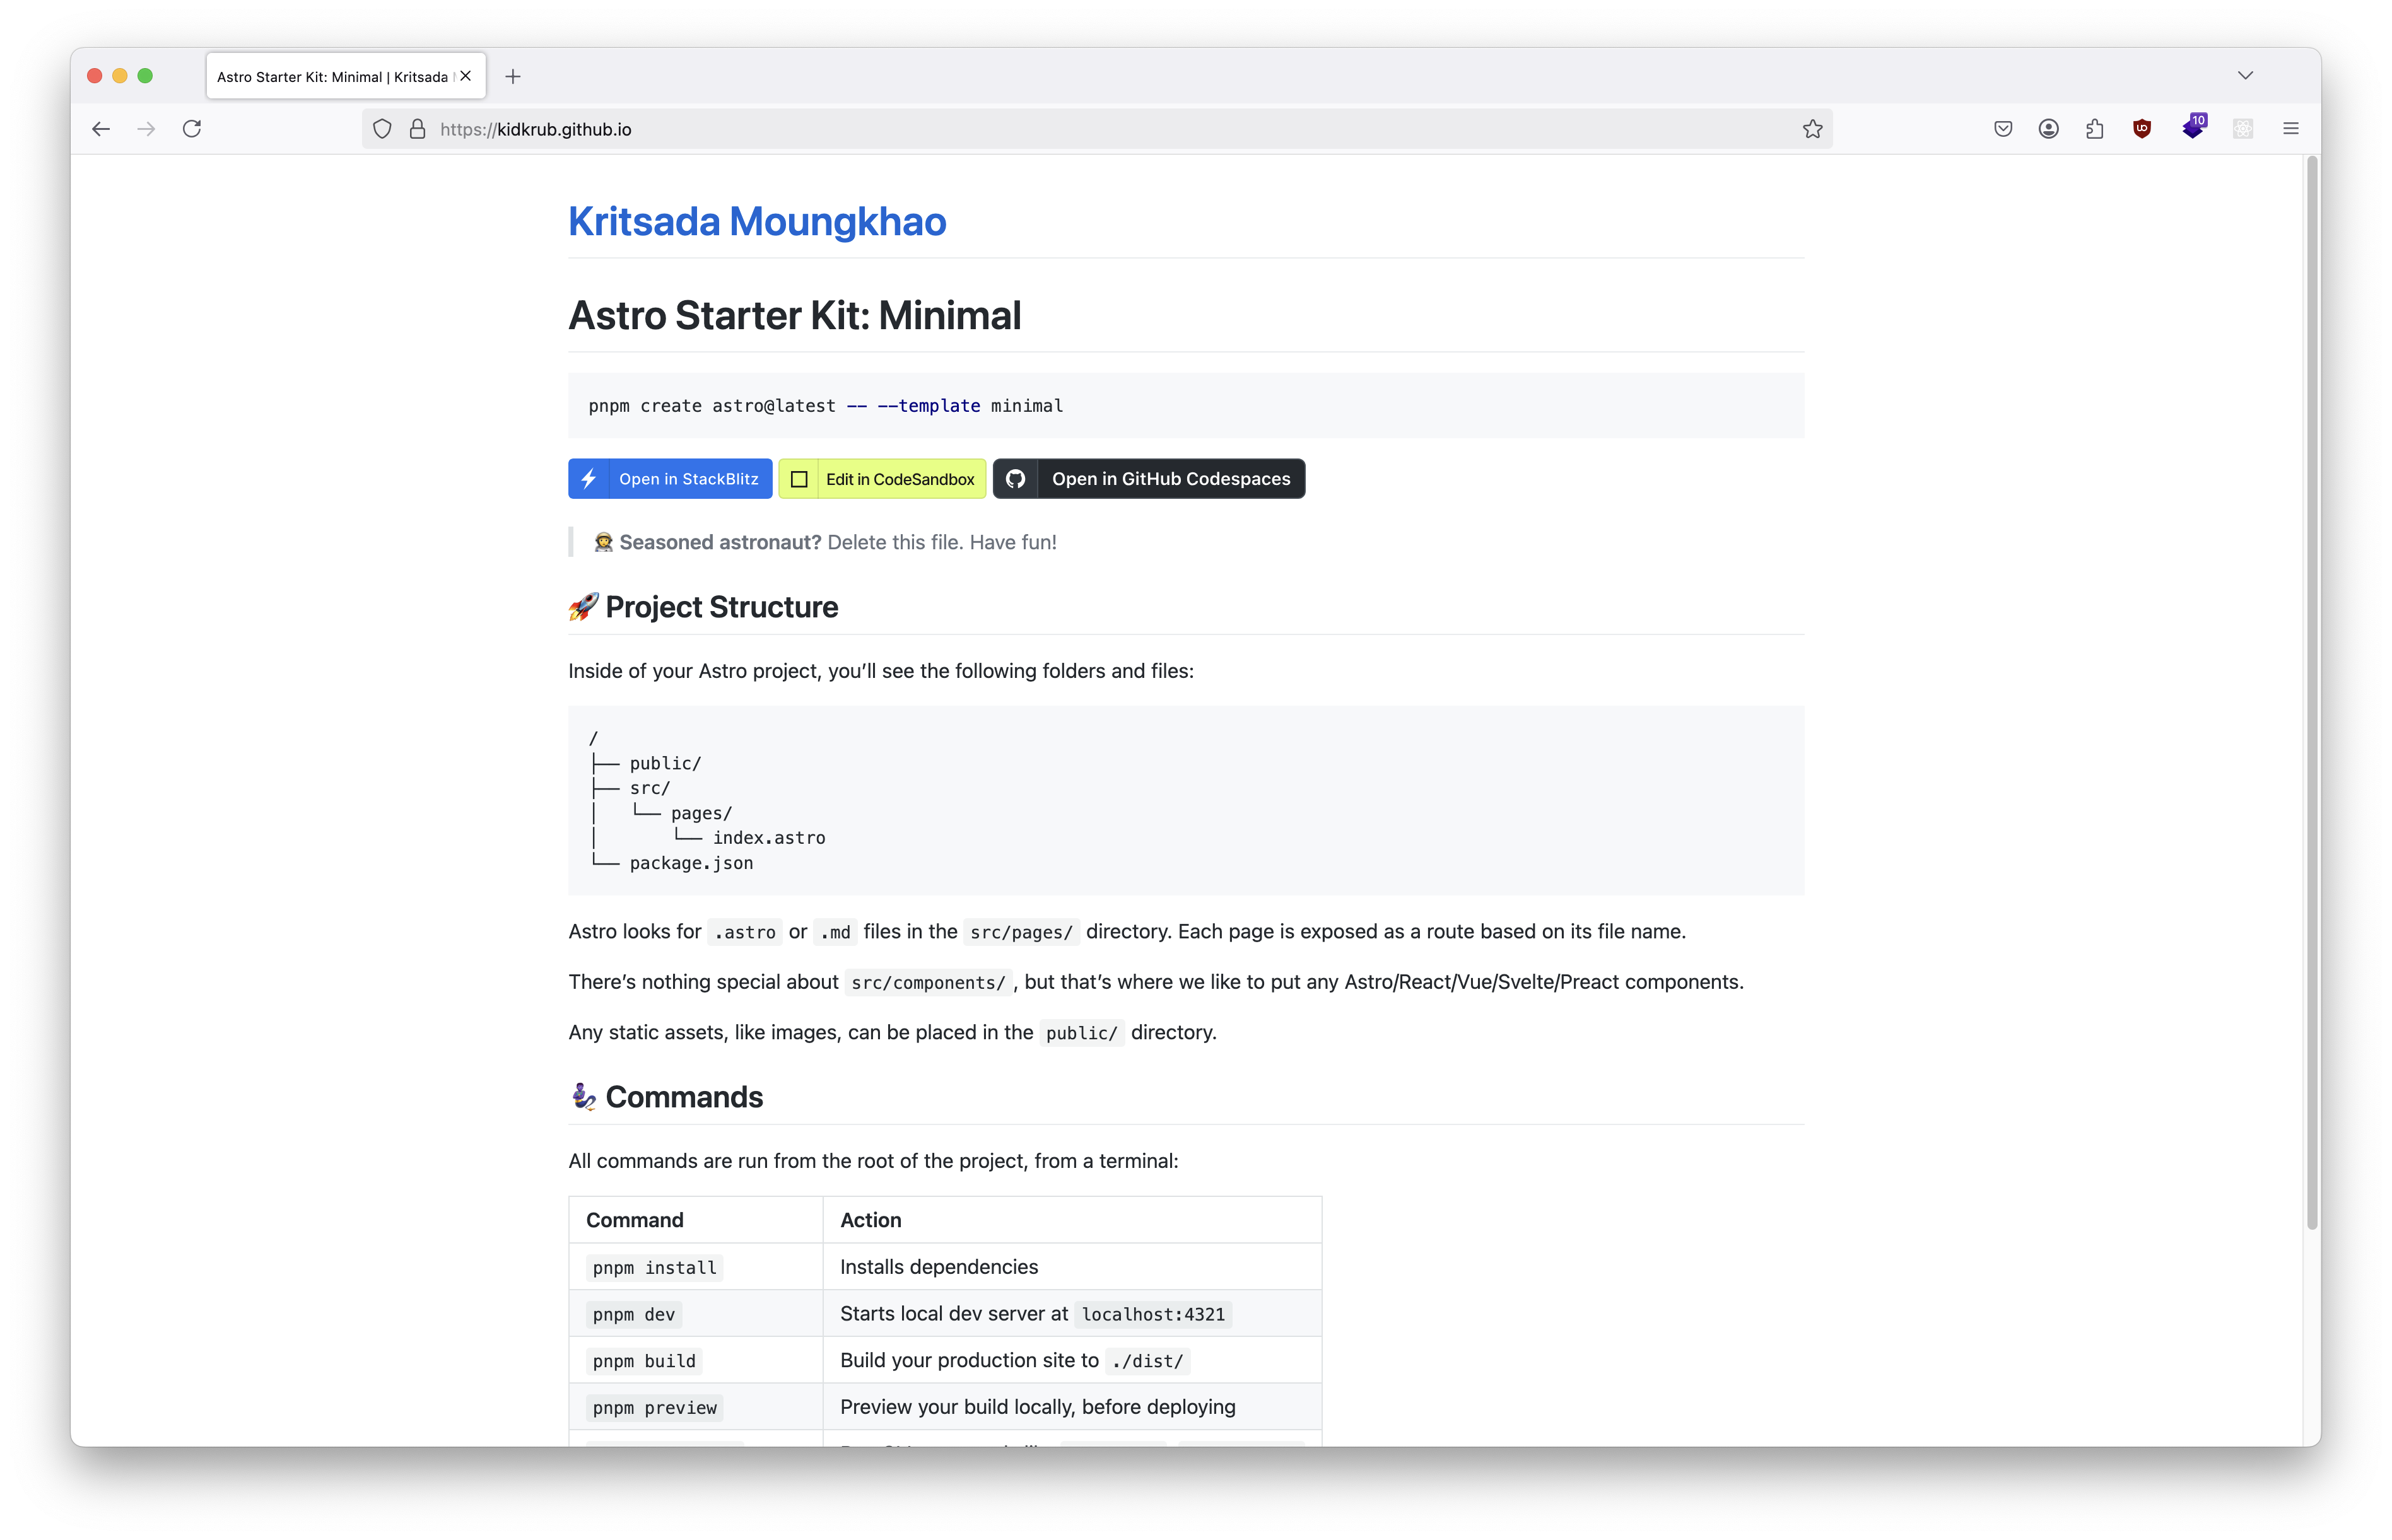 Astro Starter Kit: Minimal | Kritsada
https://kidkrub.github.io
10
Kritsada Moungkhao
Astro Starter Kit: Minimal
pnpm create astro@latest -- --template minimal
Open in StackBlitz
Edit in CodeSandbox
Open in GitHub Codespaces
🧑‍🚀 Seasoned astronaut? Delete this file. Have fun!
🚀 Project Structure
Inside of your Astro project, you’ll see the following folders and files:
/
├── public/
├── src/
│   └── pages/
│       └── index.astro
└── package.json
Astro looks for .astro or .md files in the src/pages/ directory. Each page is exposed as a route based on its file name.
There’s nothing special about src/components/, but that’s where we like to put any Astro/React/Vue/Svelte/Preact components.
Any static assets, like images, can be placed in the public/ directory.
🧞 Commands
All commands are run from the root of the project, from a terminal:
Command Action
pnpm install Installs dependencies
pnpm dev Starts local dev server at localhost:4321
pnpm build Build your production site to ./dist/
pnpm preview Preview your build locally, before deploying